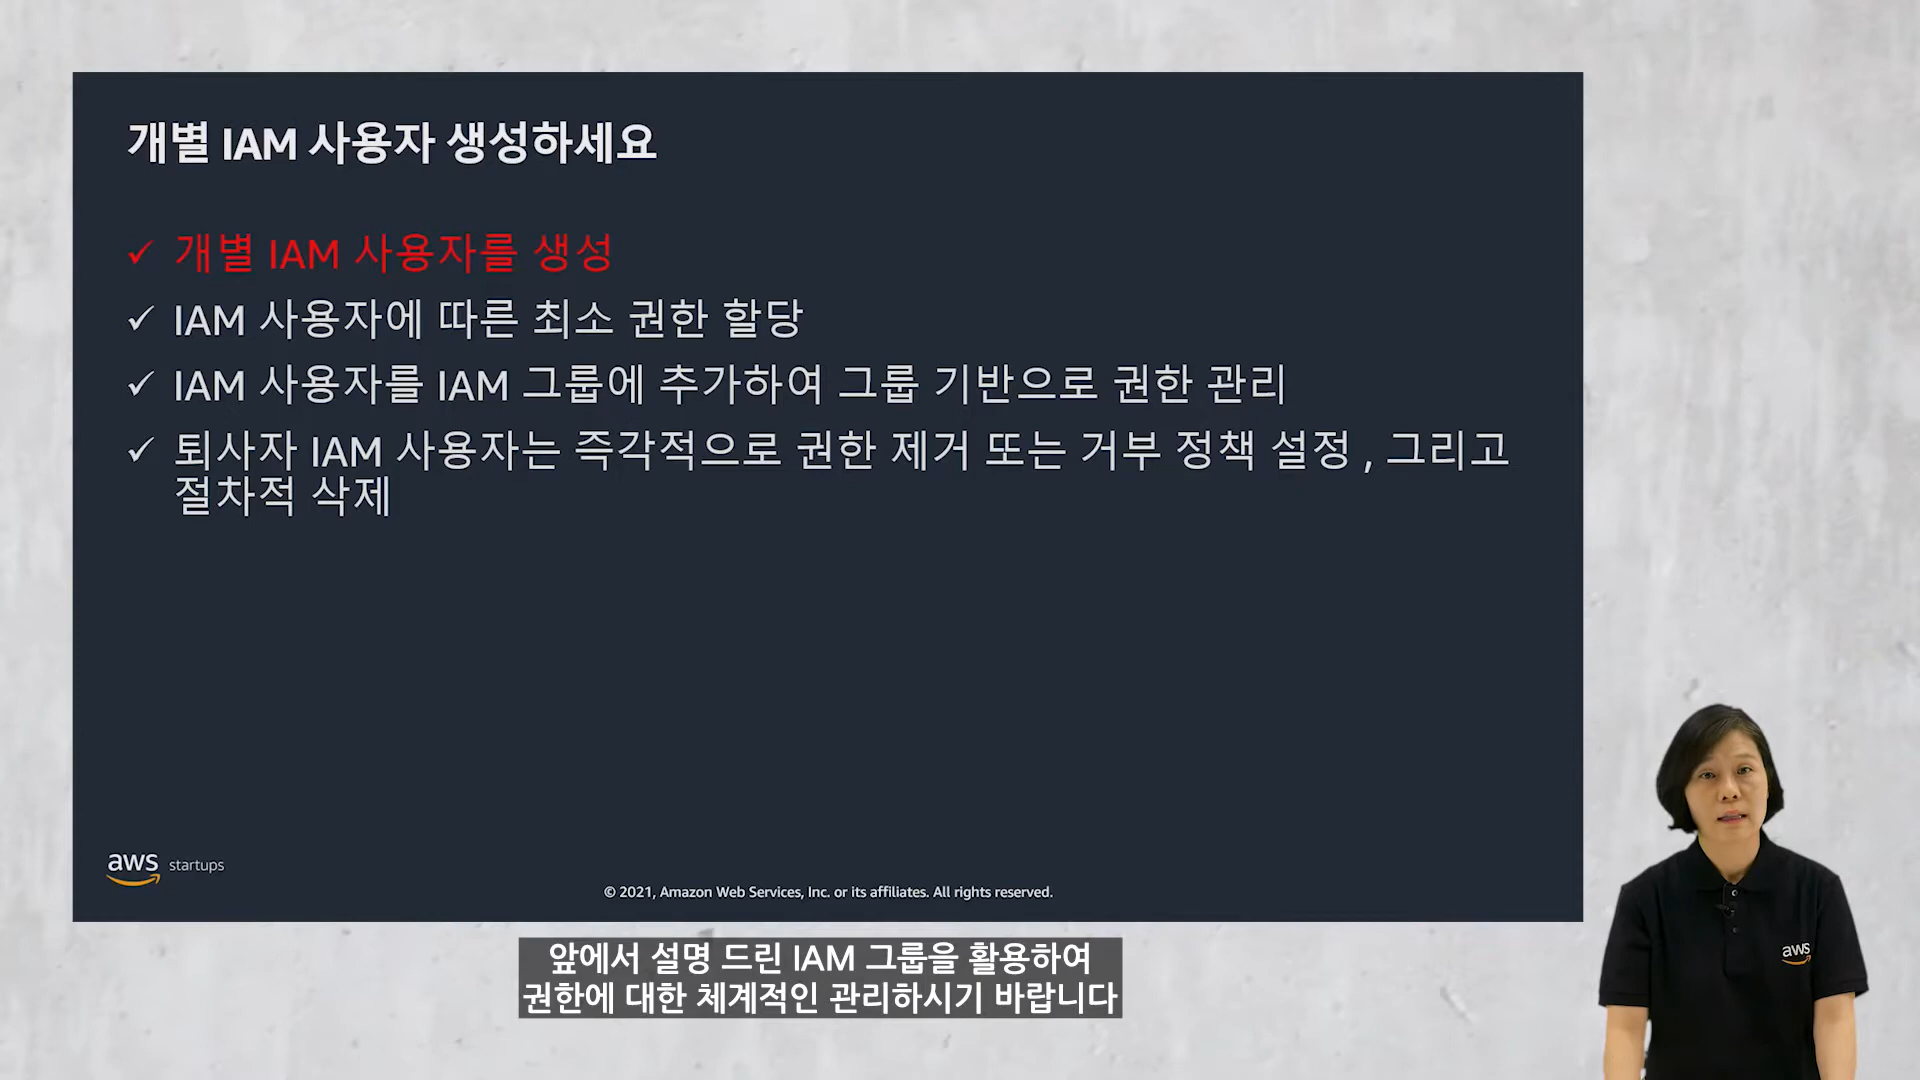 개별 IAM 사용자 생성하세요
✓ 개별 IAM 사용자를 생성
✓ IAM 사용자에 따른 최소 권한 할당
✓ IAM 사용자를 IAM 그룹에 추가하여 그룹 기반으로 권한 관리
✓ 퇴사자 IAM 사용자는 즉각적으로 권한 제거 또는 거부 정책 설정 , 그리고
절차적 삭제
aws startups
© 2021, Amazon Web Services, Inc. or its affiliates. All rights reserved.
aws
앞에서 설명 드린 IAM 그룹을 활용하여
권한에 대한 체계적인 관리하시기 바랍니다